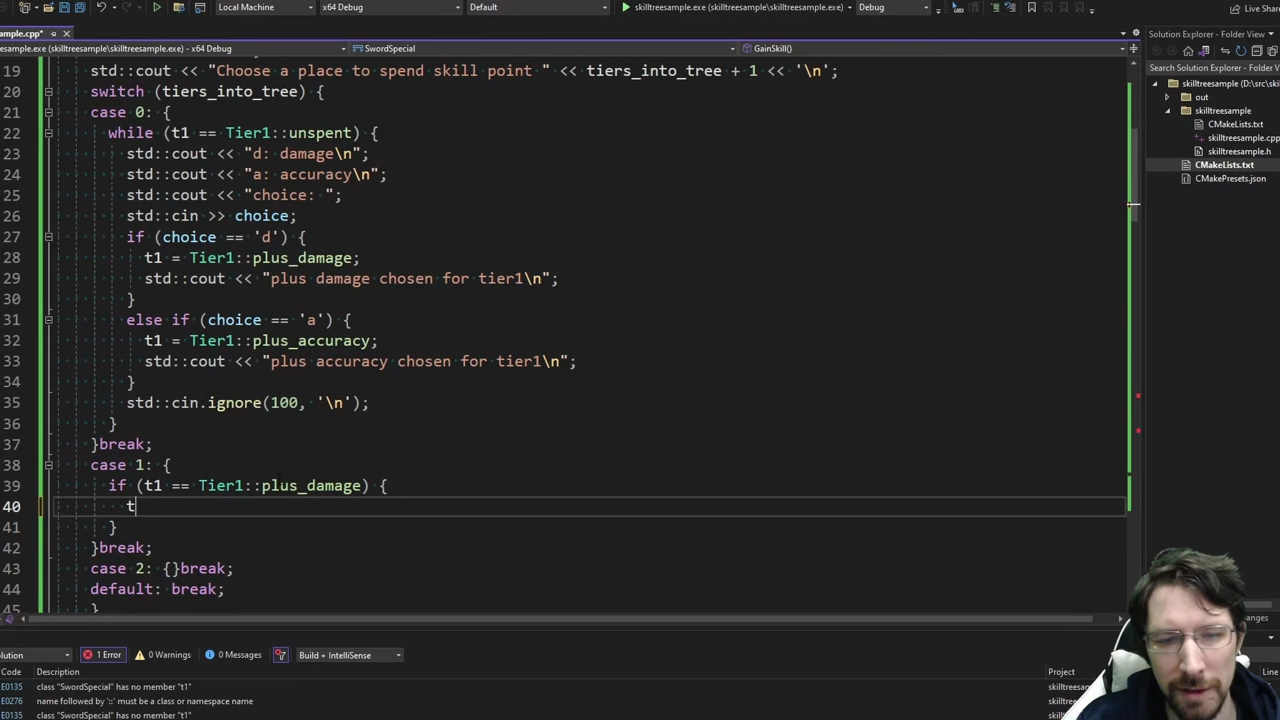 Local Machine x64 Debug Default skilltreesample.exe (skilltreesample\skilltreesample.exe) Debug Live Share
sample.cpp*
esample.exe (skilltreesample\skilltreesample.exe) - x64 Debug SwordSpecial GainSkill()
Solution Explorer - Folder View
Search Solution Explorer - Folder View
skilltreesample (D:\src\skil
out
skilltreesample
CMakeLists.txt
skilltreesample.cpp
skilltreesample.h
CMakeLists.txt
CMakePresets.json
19 std::cout << "Choose a place to spend skill point " << tiers_into_tree + 1 << '\n';
20 switch (tiers_into_tree) {
21 case 0: {
22 while (t1 == Tier1::unspent) {
23 std::cout << "d: damage\n";
24 std::cout << "a: accuracy\n";
25 std::cout << "choice: ";
26 std::cin >> choice;
27 if (choice == 'd') {
28 t1 = Tier1::plus_damage;
29 std::cout << "plus damage chosen for tier1\n";
30 }
31 else if (choice == 'a') {
32 t1 = Tier1::plus_accuracy;
33 std::cout << "plus accuracy chosen for tier1\n";
34 }
35 std::cin.ignore(100, '\n');
36 }
37 }break;
38 case 1: {
39 if (t1 == Tier1::plus_damage) {
40 t
41 }
42 }break;
43 case 2: {}break;
44 default: break;
45 }
olution 1 Error 0 Warnings 0 Messages Build + IntelliSense
Code Description Project Line
E0135 class "SwordSpecial" has no member "t1" skilltreesam
E0276 name followed by '::' must be a class or namespace name skilltreesam
E0135 class "SwordSpecial" has no member "t1" skilltreesam